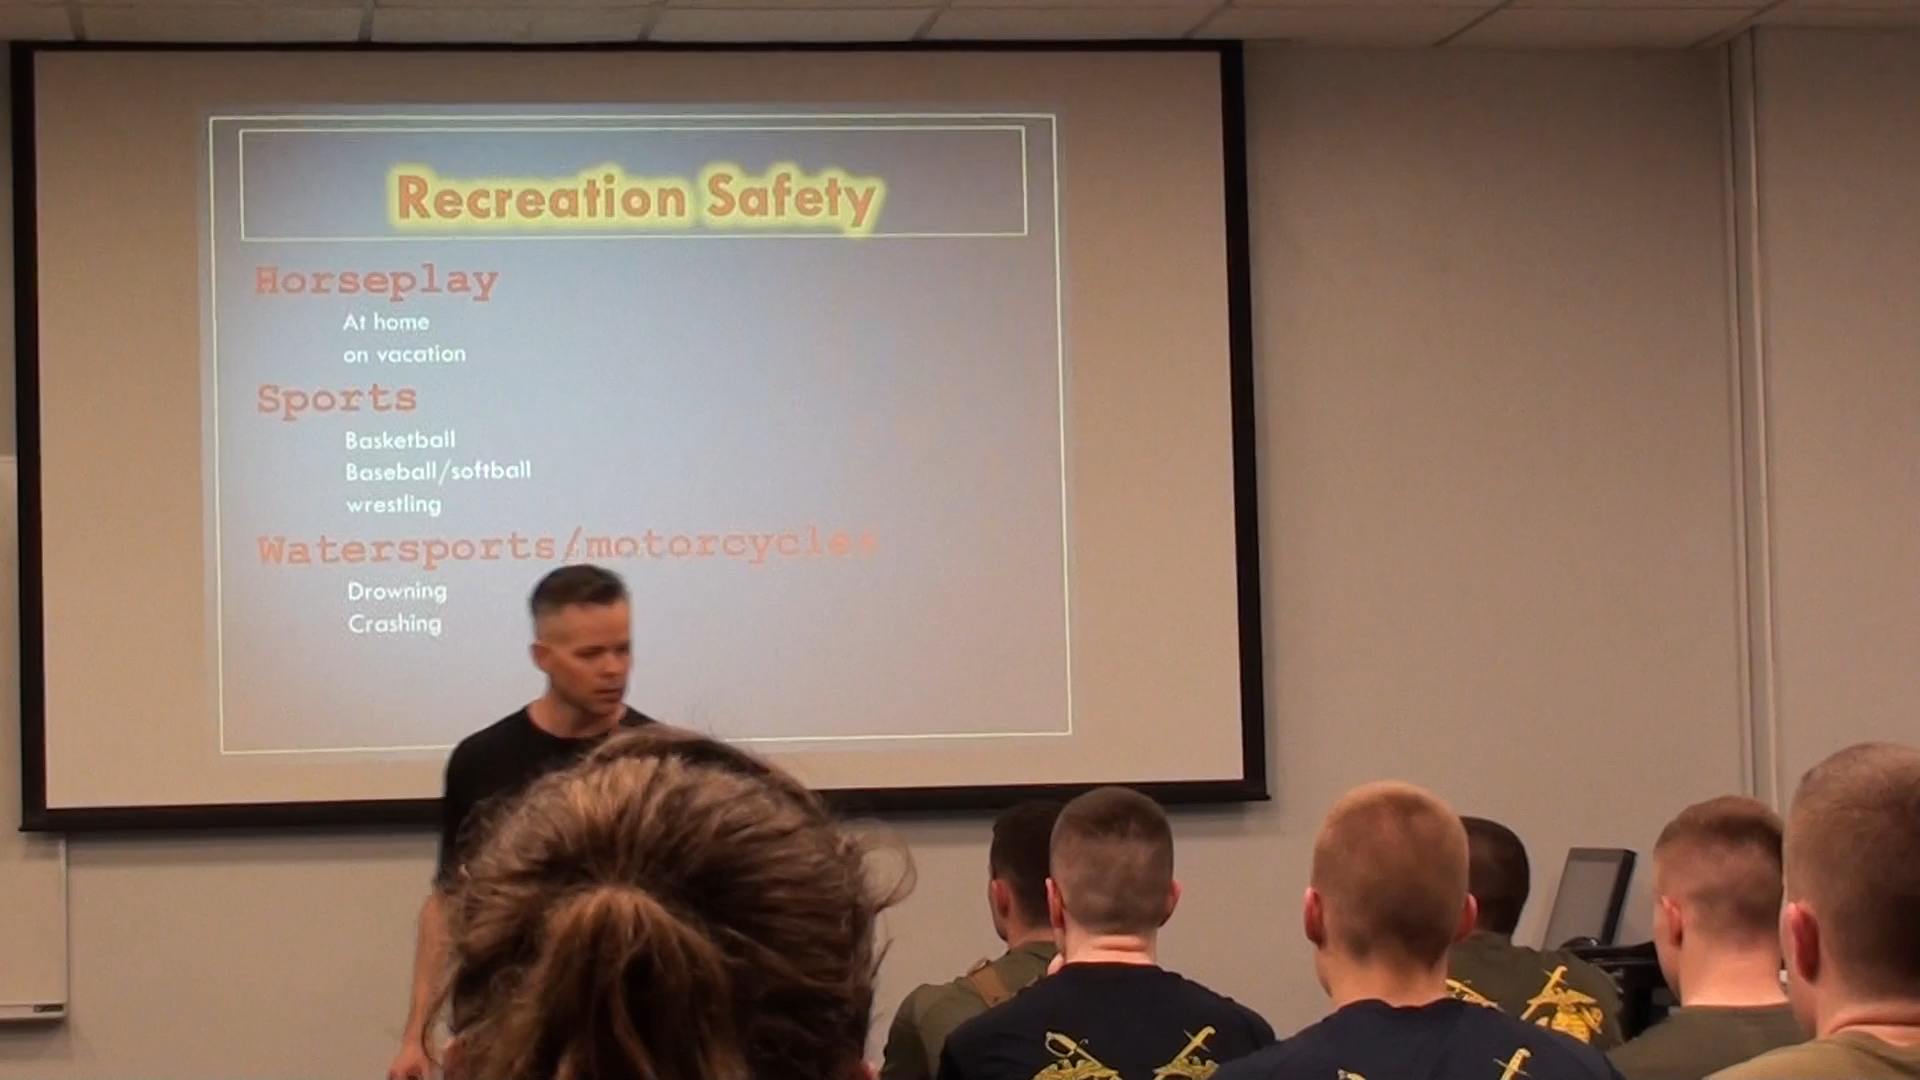 Recreation Safety
Horseplay
At home
on vacation
Sports
Basketball
Baseball/softball
wrestling
Watersports/motorcycles
Drowning
Crashing